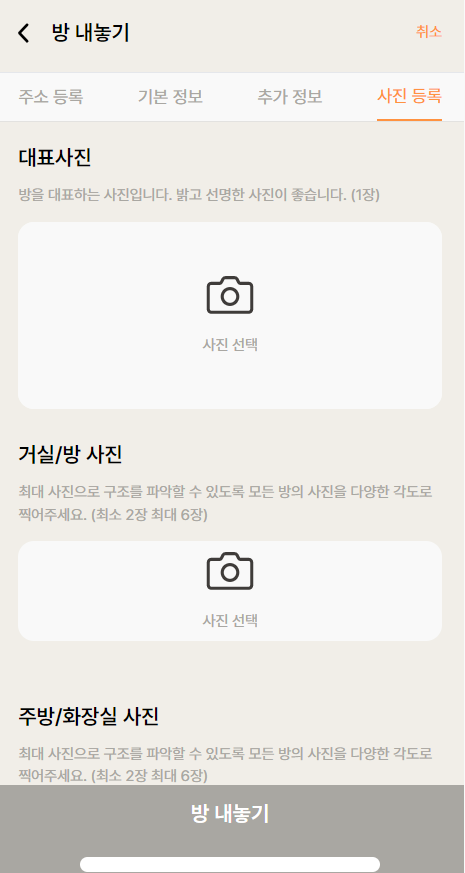 방 내놓기
취소
주소 등록
기본 정보
추가 정보
사진 등록
대표사진
방을 대표하는 사진입니다. 밝고 선명한 사진이 좋습니다. (1장)
사진 선택
거실/방 사진
최대 사진으로 구조를 파악할 수 있도록 모든 방의 사진을 다양한 각도로
찍어주세요. (최소 2장 최대 6장)
사진 선택
주방/화장실 사진
최대 사진으로 구조를 파악할 수 있도록 모든 방의 사진을 다양한 각도로
찍어주세요. (최소 2장 최대 6장)
방 내놓기